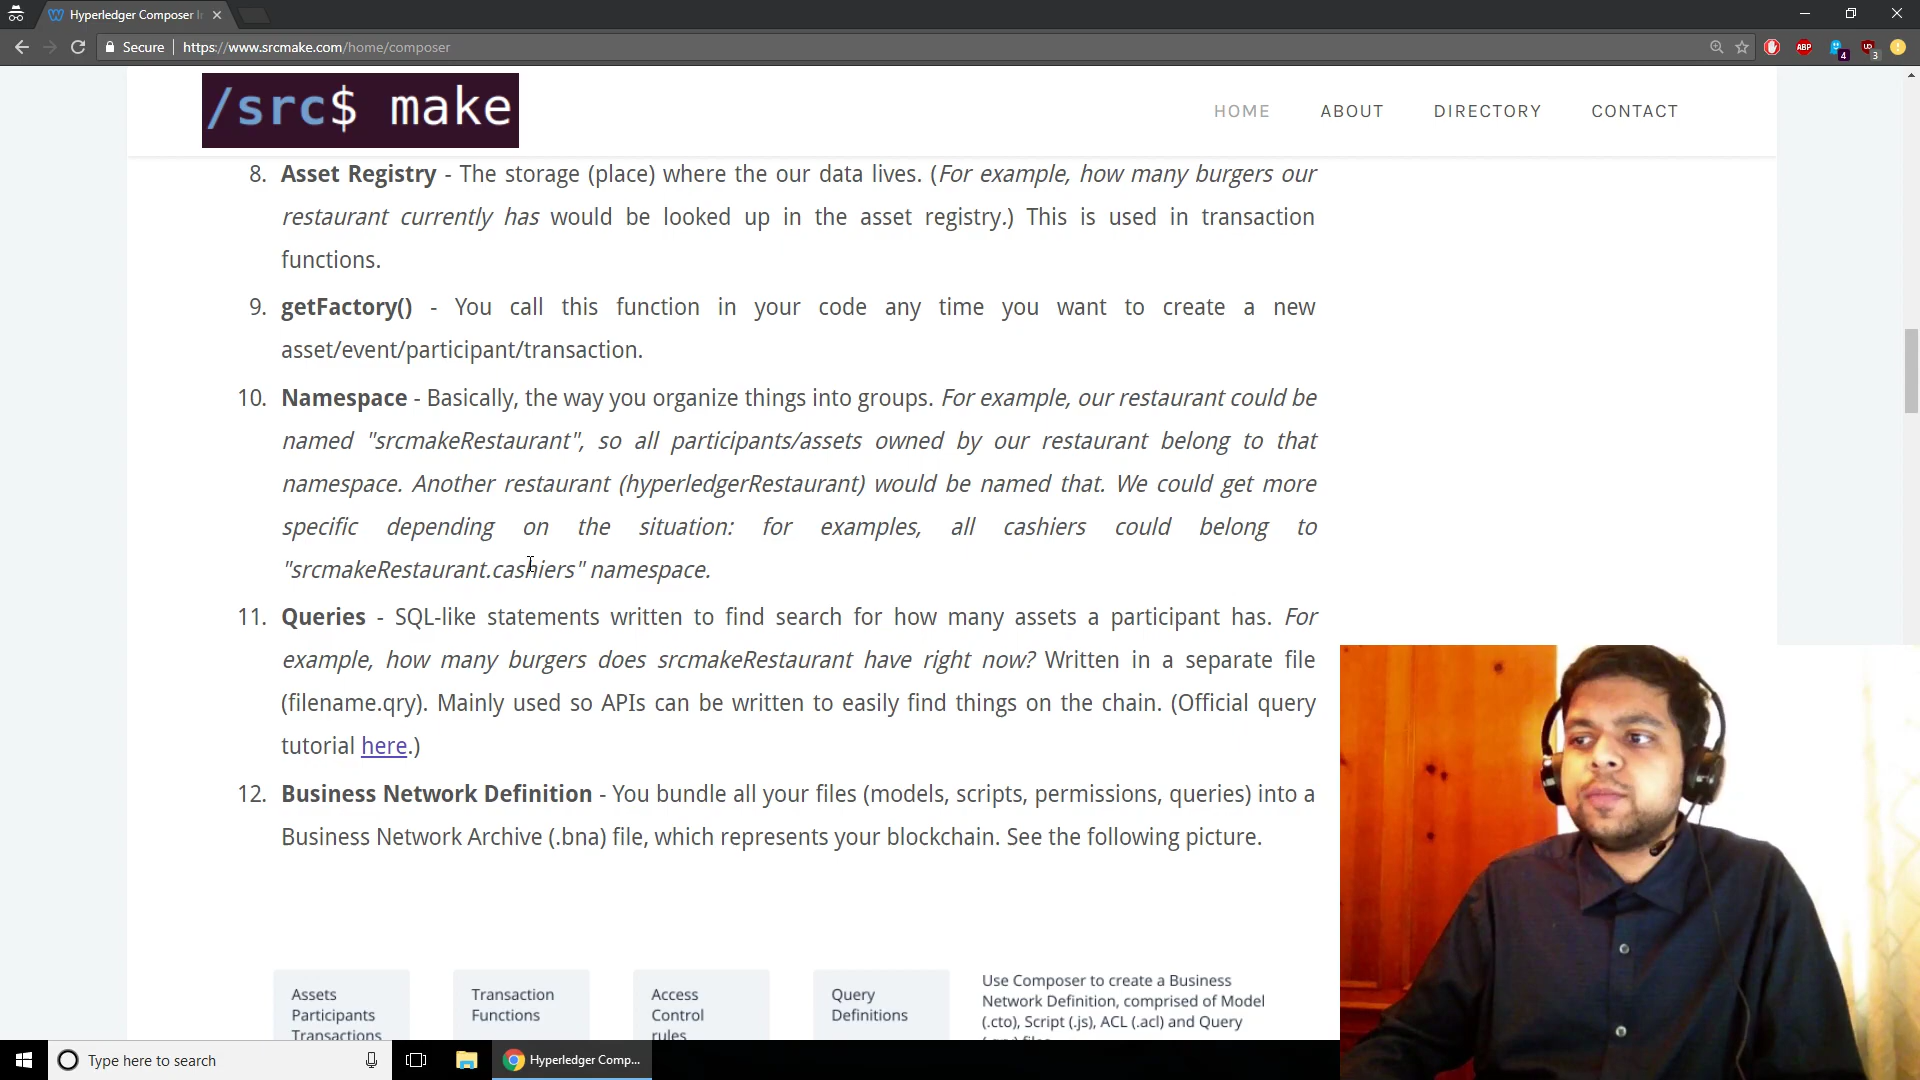 Hyperledger Composer I
Secure
https://www.srcmake.com/home/composer
ABP
4
3
/src$ make
HOME
ABOUT
DIRECTORY
CONTACT
8. Asset Registry - The storage (place) where the our data lives. (For example, how many burgers our
restaurant currently has would be looked up in the asset registry.) This is used in transaction
functions.
9. getFactory() - You call this function in your code any time you want to create a new
asset/event/participant/transaction.
10. Namespace - Basically, the way you organize things into groups. For example, our restaurant could be
named "srcmakeRestaurant", so all participants/assets owned by our restaurant belong to that
namespace. Another restaurant (hyperledgerRestaurant) would be named that. We could get more
specific depending on the situation: for examples, all cashiers could belong to
"srcmakeRestaurant.cashiers" namespace.
11. Queries - SQL-like statements written to find search for how many assets a participant has. For
example, how many burgers does srcmakeRestaurant have right now? Written in a separate file
(filename.qry). Mainly used so APIs can be written to easily find things on the chain. (Official query
tutorial here.)
12. Business Network Definition - You bundle all your files (models, scripts, permissions, queries) into a
Business Network Archive (.bna) file, which represents your blockchain. See the following picture.
Assets
Participants
Transactions
Transaction
Functions
Access
Control
rules
Query
Definitions
Use Composer to create a Business
Network Definition, comprised of Model
(.cto), Script (.js), ACL (.acl) and Query
Type here to search
Hyperledger Comp...